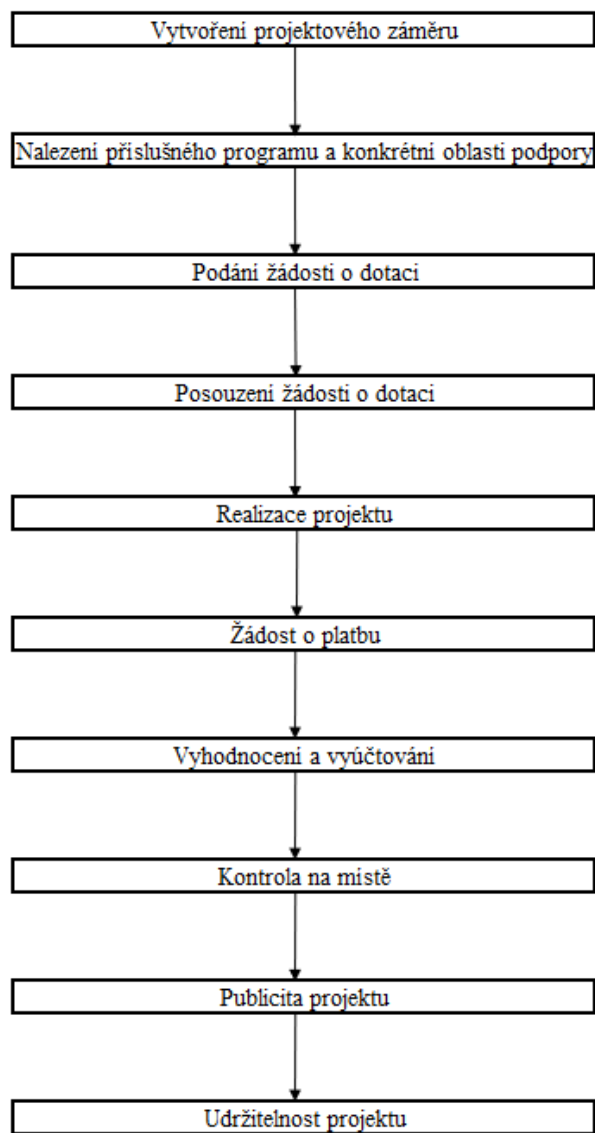 Vytvoření projektového záměru
Nalezení příslušného programu a konkrétní oblasti podpory
Podání žádosti o dotaci
Posouzení žádosti o dotaci
Realizace projektu
Žádost o platbu
Vyhodnocení a vyúčtování
Kontrola na místě
Publicita projektu
Udržitelnost projektu